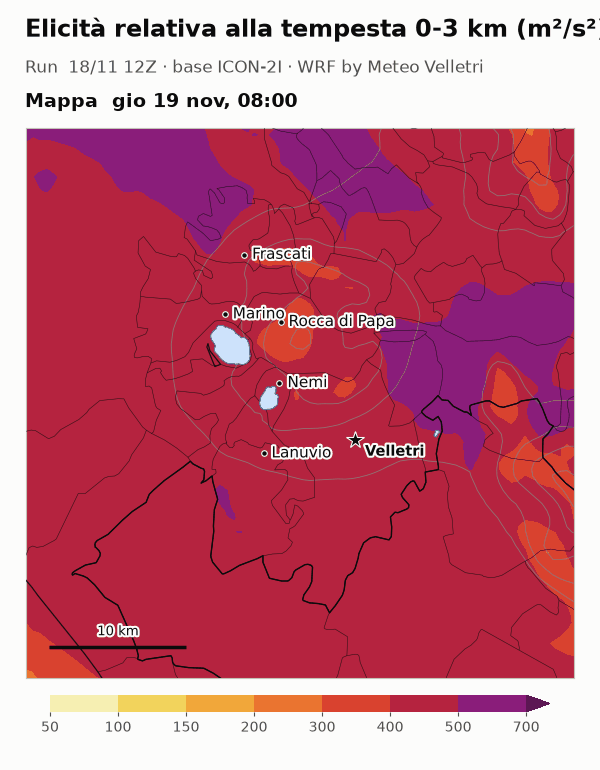 Elicità relativa alla tempesta 0-3 km (m²/s²)
Run  18/11 12Z · base ICON-2I · WRF by Meteo Velletri
Mappa  gio 19 nov, 08:00
Frascati
Marino
Rocca di Papa
Nemi
Velletri
Lanuvio
10 km
50 100 150 200 300 400 500 700